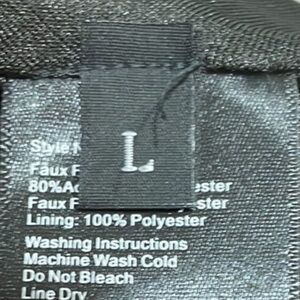 L
Style
Faux
80%
Faux
Lining: 100% Polyester
Washing Instructions
Machine Wash Cold
Do Not Bleach
Line Dry